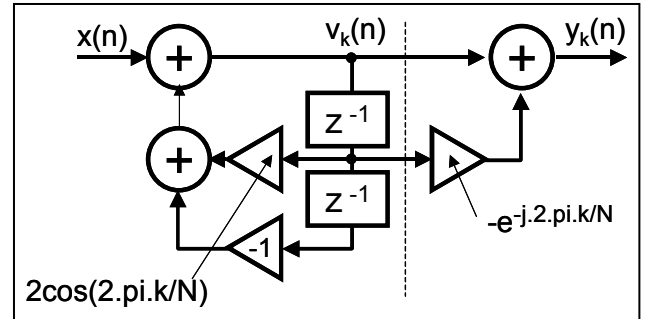 x(n)
v_k(n)
y_k(n)
+
+
z -1
+
z -1
-1
-e^-j.2.pi.k/N
2cos(2.pi.k/N)